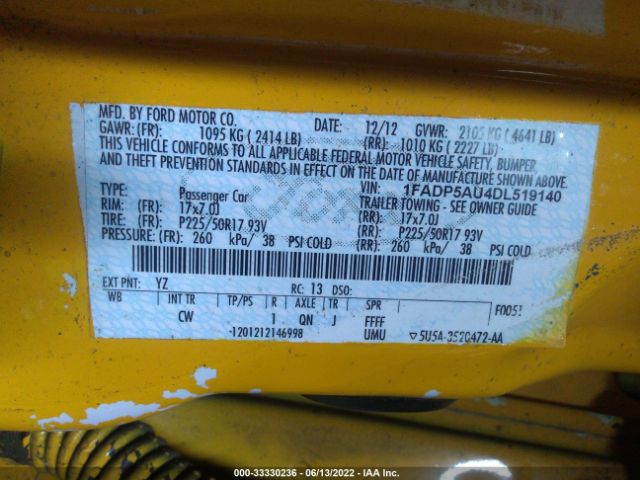 MFD. BY FORD MOTOR CO. DATE: 12/12 GVWR: 2105 KG ( 4641 LB)
GAWR: (FR): 1095 KG ( 2414 LB) (RR): 1010 KG ( 2227 LB)
THIS VEHICLE CONFORMS TO ALL APPLICABLE FEDERAL MOTOR VEHICLE SAFETY, BUMPER,
AND THEFT PREVENTION STANDARDS IN EFFECT ON THE DATE OF MANUFACTURE SHOWN ABOVE.
VIN: 1FADP5AU4DL519140
TYPE: Passenger Car TRAILER TOWING - SEE OWNER GUIDE
RIM: (FR): 17x7.0J (RR): 17x7.0J
TIRE: (FR): P225/50R17 93V (RR): P225/50R17 93V
PRESSURE: (FR): 260 kPa/ 38 PSI COLD (RR): 260 kPa/ 38 PSI COLD
EXT PNT: YZ RC: 13 DSO:
WB INT TR TP/PS R AXLE TR SPR F0051
CW 1 QN J FFFF
-1201212146998 UMU ▽5U5A-3520472-AA
000-33330236 - 06/13/2022 - IAA Inc.